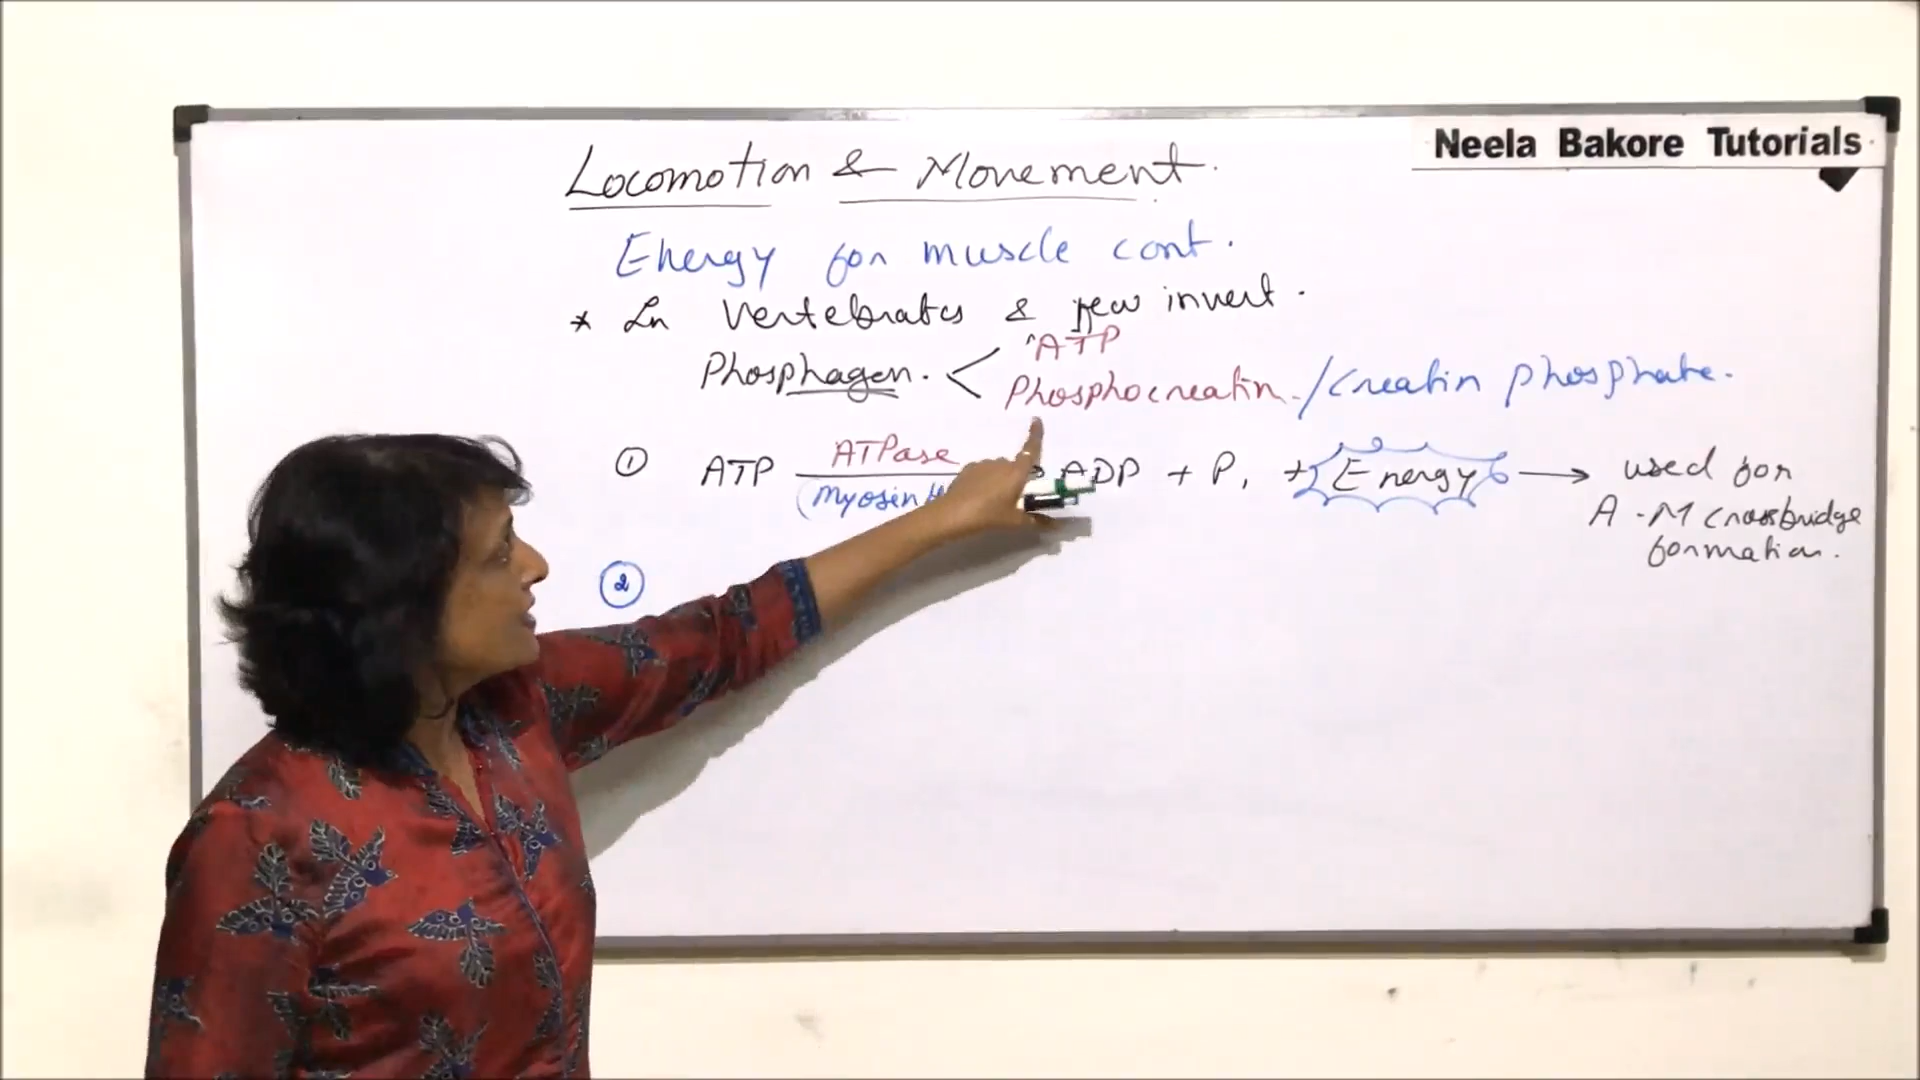 Neela Bakore Tutorials
Locomotion & Movement.
Energy for muscle cont.
* In Vertebrates & few invert.
Phosphagen. < ATP
Phosphocreatin. / Creatin phosphate.
① ATP ATPase → ADP + Pi + Energy → used for
(myosin
A-M Crossbridge
formation.
②